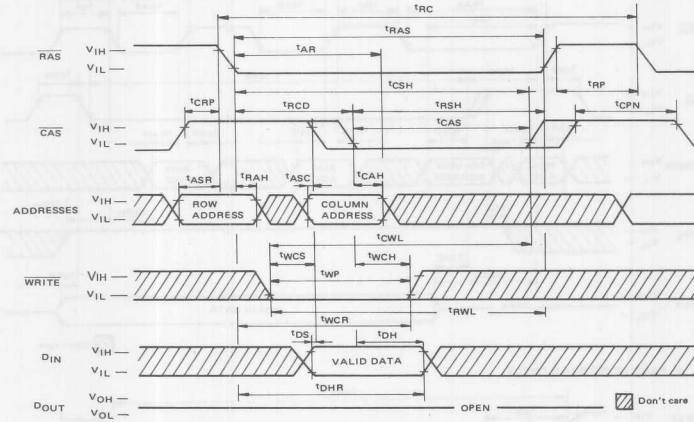 tRC
tRAS
RAS VIH
tAR
VIL
tCSH
tRP
tCRP
tRCD
tRSH
tCPN
CAS VIH
tCAS
VIL
tASR
tRAH
tASC
tCAH
ADDRESSES VIH
ROW ADDRESS
COLUMN ADDRESS
VIL
tCWL
tWCS
tWCH
WRITE VIH
tWP
VIL
tRWL
tWCR
tDS
tDH
DIN VIH
VALID DATA
VIL
tDHR
DOUT VOH
OPEN
Don't care
VOL